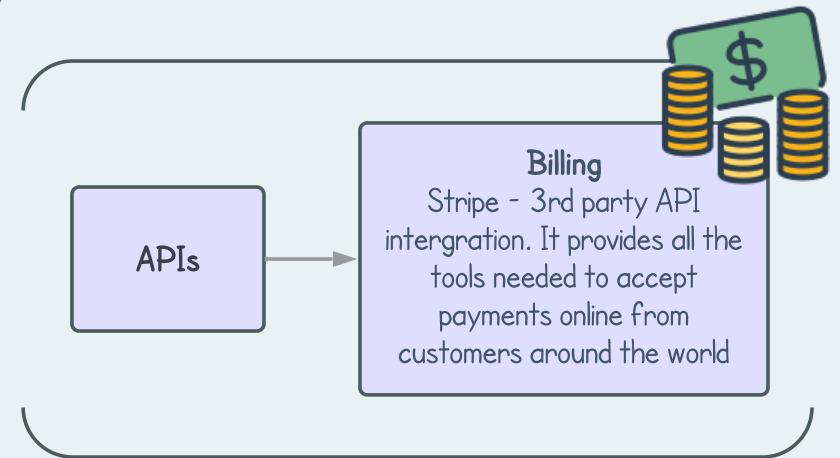 $
APIs
Billing
Stripe - 3rd party API
intergration. It provides all the
tools needed to accept
payments online from
customers around the world